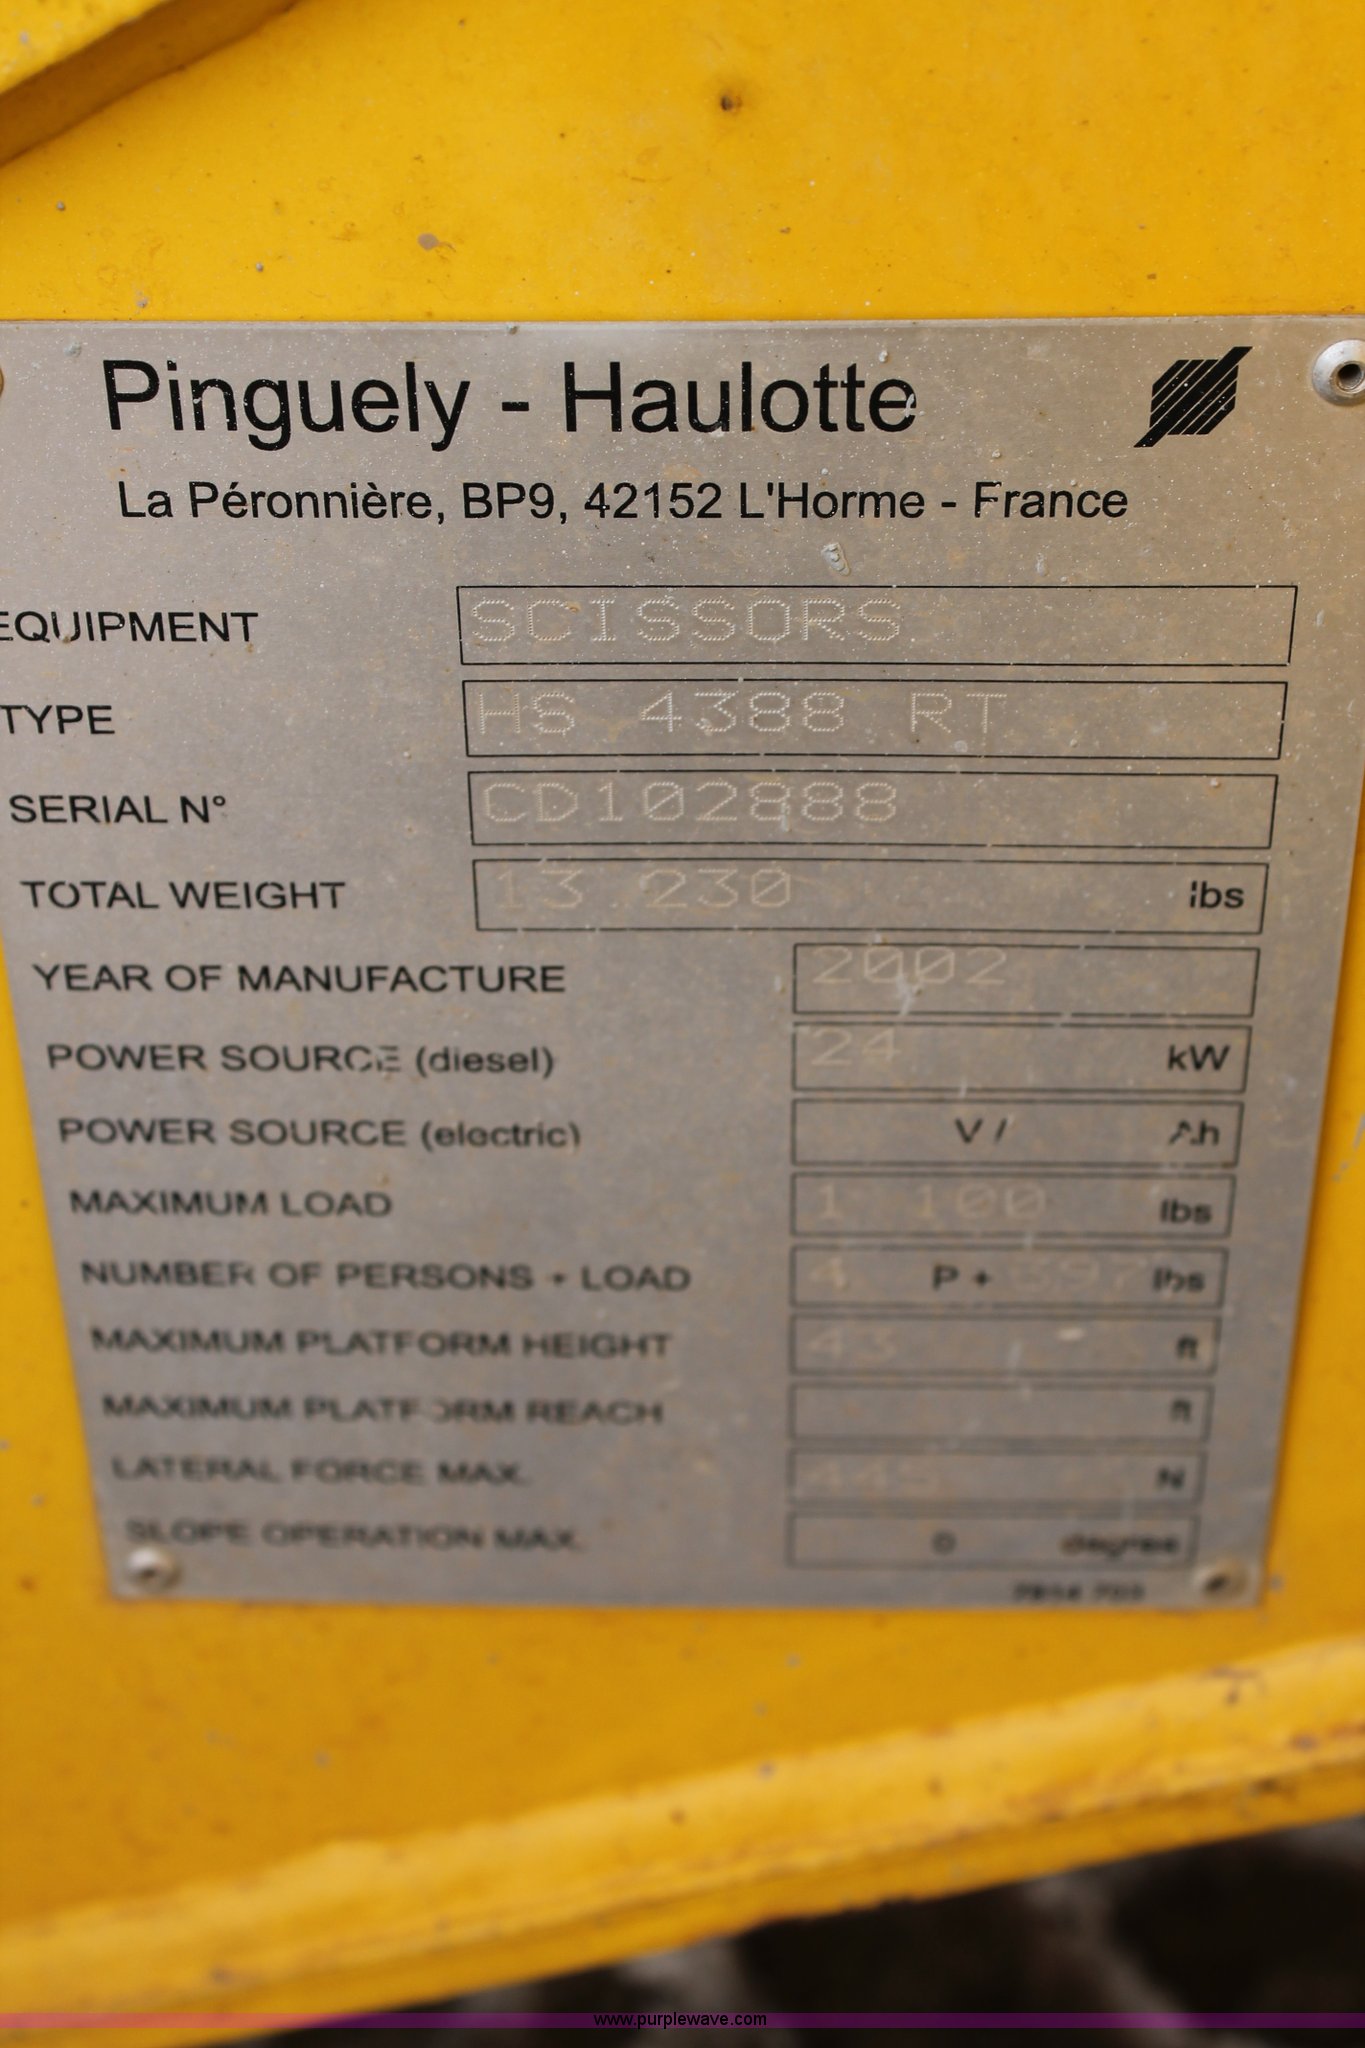 Pinguely - Haulotte
La Péronnière, BP9, 42152 L'Horme - France
EQUIPMENT SCISSORS
TYPE HS 4388 RT
SERIAL N° CD102888
TOTAL WEIGHT 13.230 lbs
YEAR OF MANUFACTURE 2002
POWER SOURCE (diesel) 24 kW
POWER SOURCE (electric) V / Ah
MAXIMUM LOAD 1 100 lbs
NUMBER OF PERSONS + LOAD 4 P + 397 lbs
MAXIMUM PLATFORM HEIGHT 43 ft
MAXIMUM PLATFORM REACH ft
LATERAL FORCE MAX. N
SLOPE OPERATION MAX. degree
www.purplewave.com